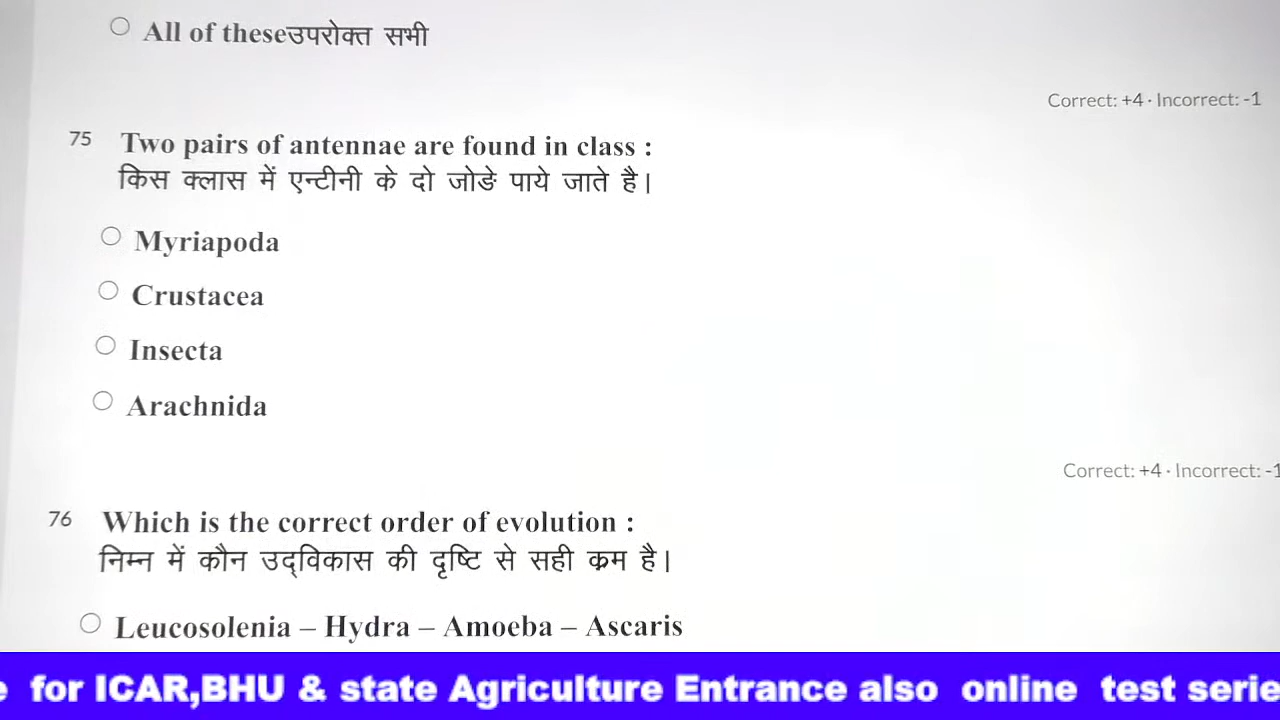 All of theseउपरोक्त सभी
Correct: +4 · Incorrect: -1
75 Two pairs of antennae are found in class :
किस क्लास में एन्टीनी के दो जोडे पाये जाते है।
Myriapoda
Crustacea
Insecta
Arachnida
Correct: +4 · Incorrect: -1
76 Which is the correct order of evolution :
निम्न में कौन उद्विकास की दृष्टि से सही क्रम है।
Leucosolenia – Hydra – Amoeba – Ascaris
for ICAR,BHU & state Agriculture Entrance also online test serie